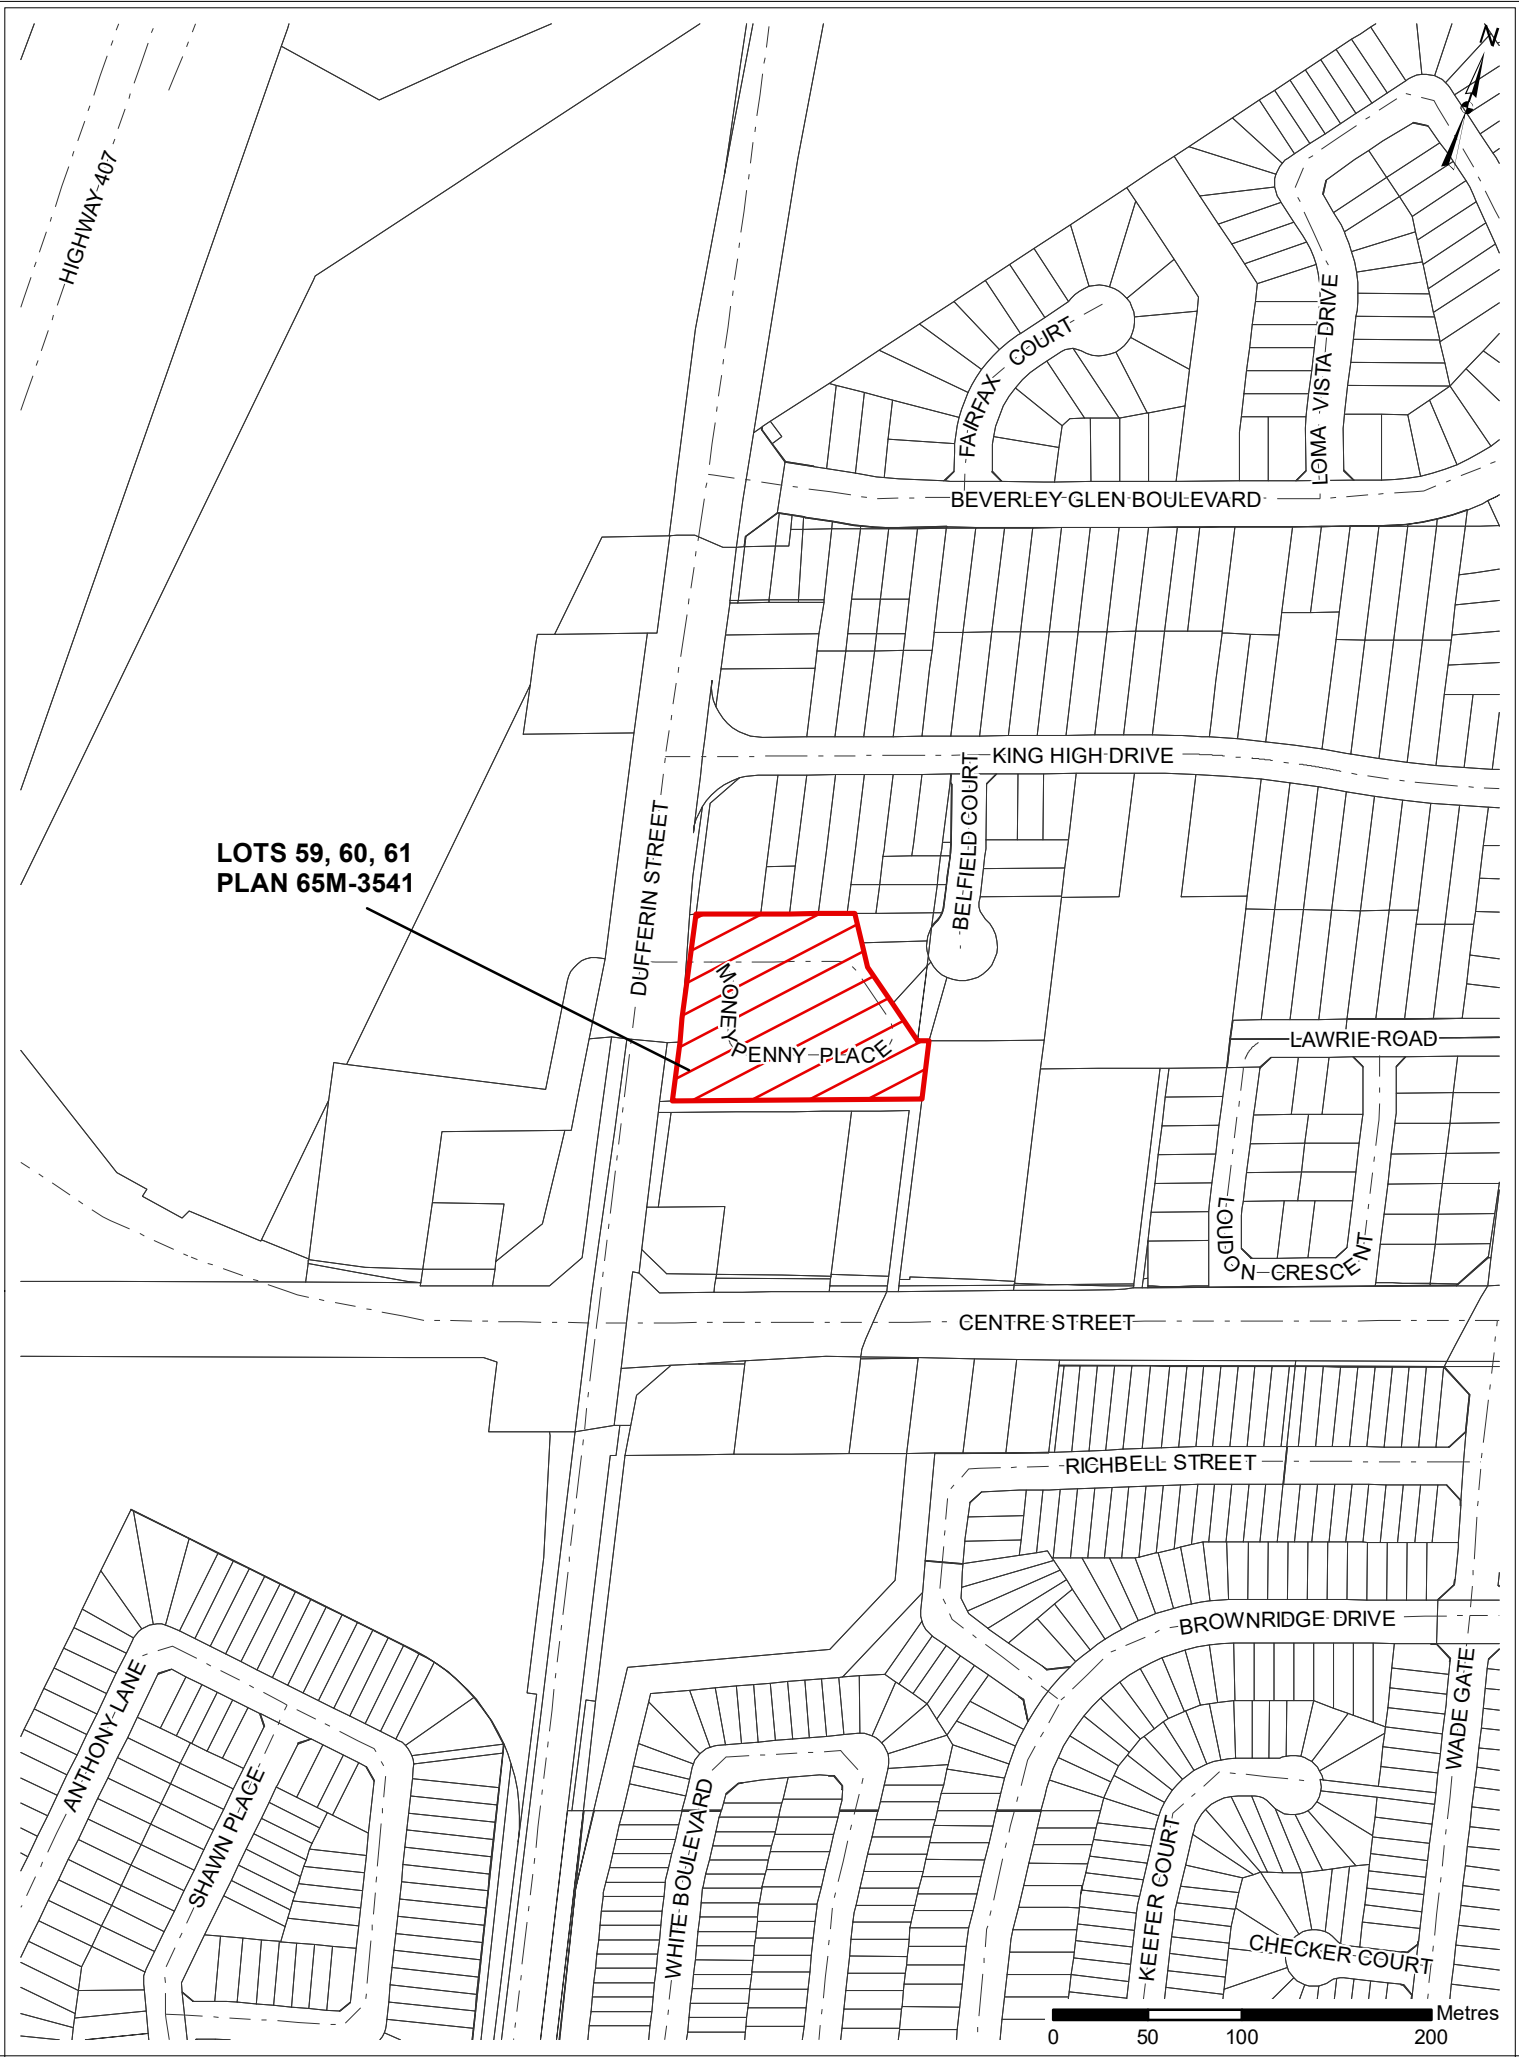 N
HIGHWAY 407
FAIRFAX COURT
LOMA VISTA DRIVE
BEVERLEY GLEN BOULEVARD
KING HIGH DRIVE
BELFIELD COURT
DUFFERIN STREET
LOTS 59, 60, 61
PLAN 65M-3541
MONEY PENNY PLACE
LAWRIE ROAD
LOUDON CRESCENT
CENTRE STREET
RICHBELL STREET
BROWNRIDGE DRIVE
WADE GATE
ANTHONY LANE
SHAWN PLACE
WHITE BOULEVARD
KEEFER COURT
CHECKER COURT
Metres
0 50 100 200